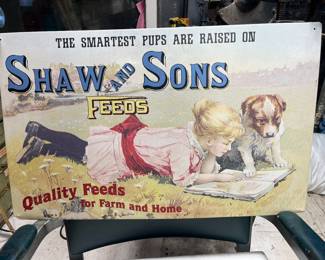 THE SMARTEST PUPS ARE RAISED ON
SHAW AND SONS
FEEDS
Quality Feeds
for Farm and Home